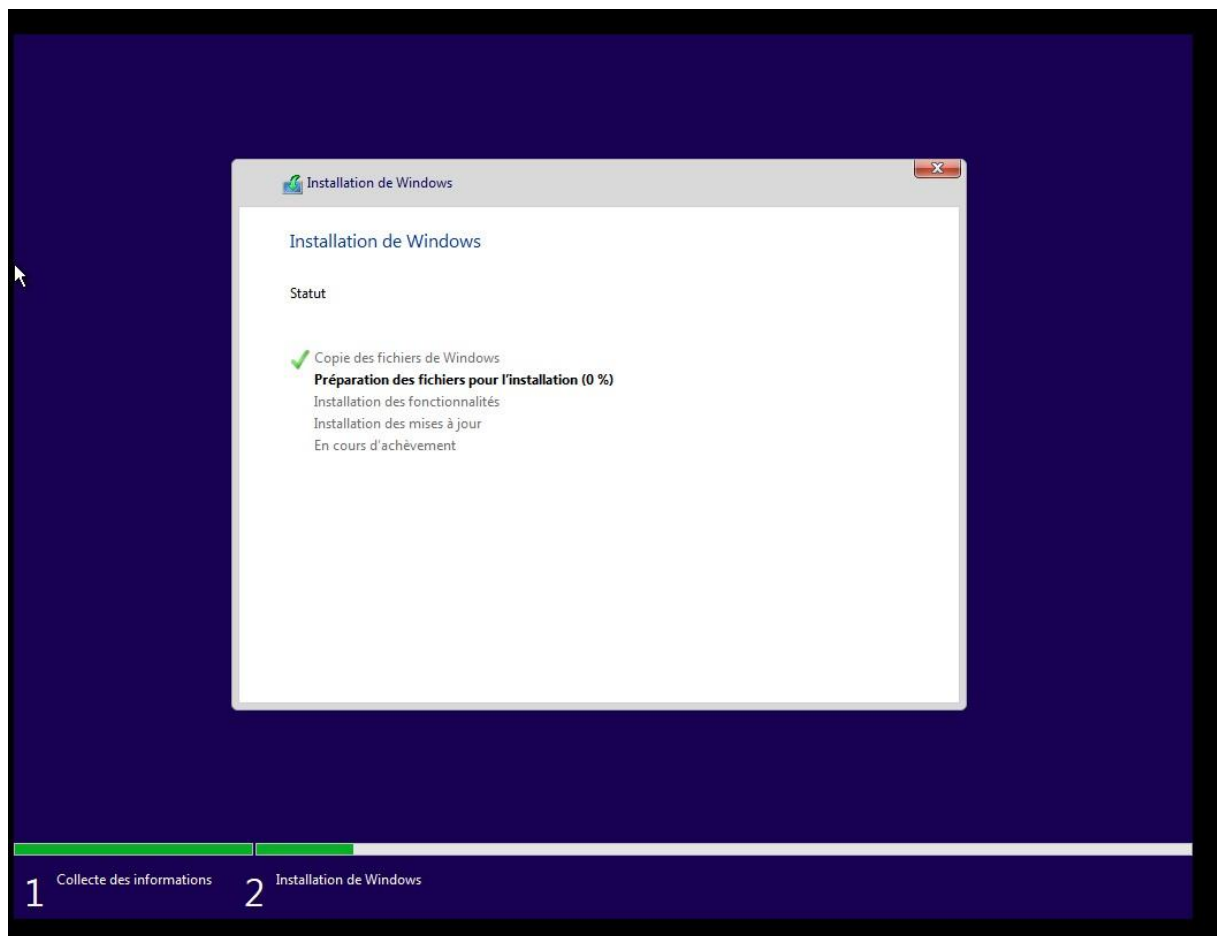 Installation de Windows
Installation de Windows
Statut
Copie des fichiers de Windows
Préparation des fichiers pour l'installation (0 %)
Installation des fonctionnalités
Installation des mises à jour
En cours d'achèvement
1 Collecte des informations 2 Installation de Windows